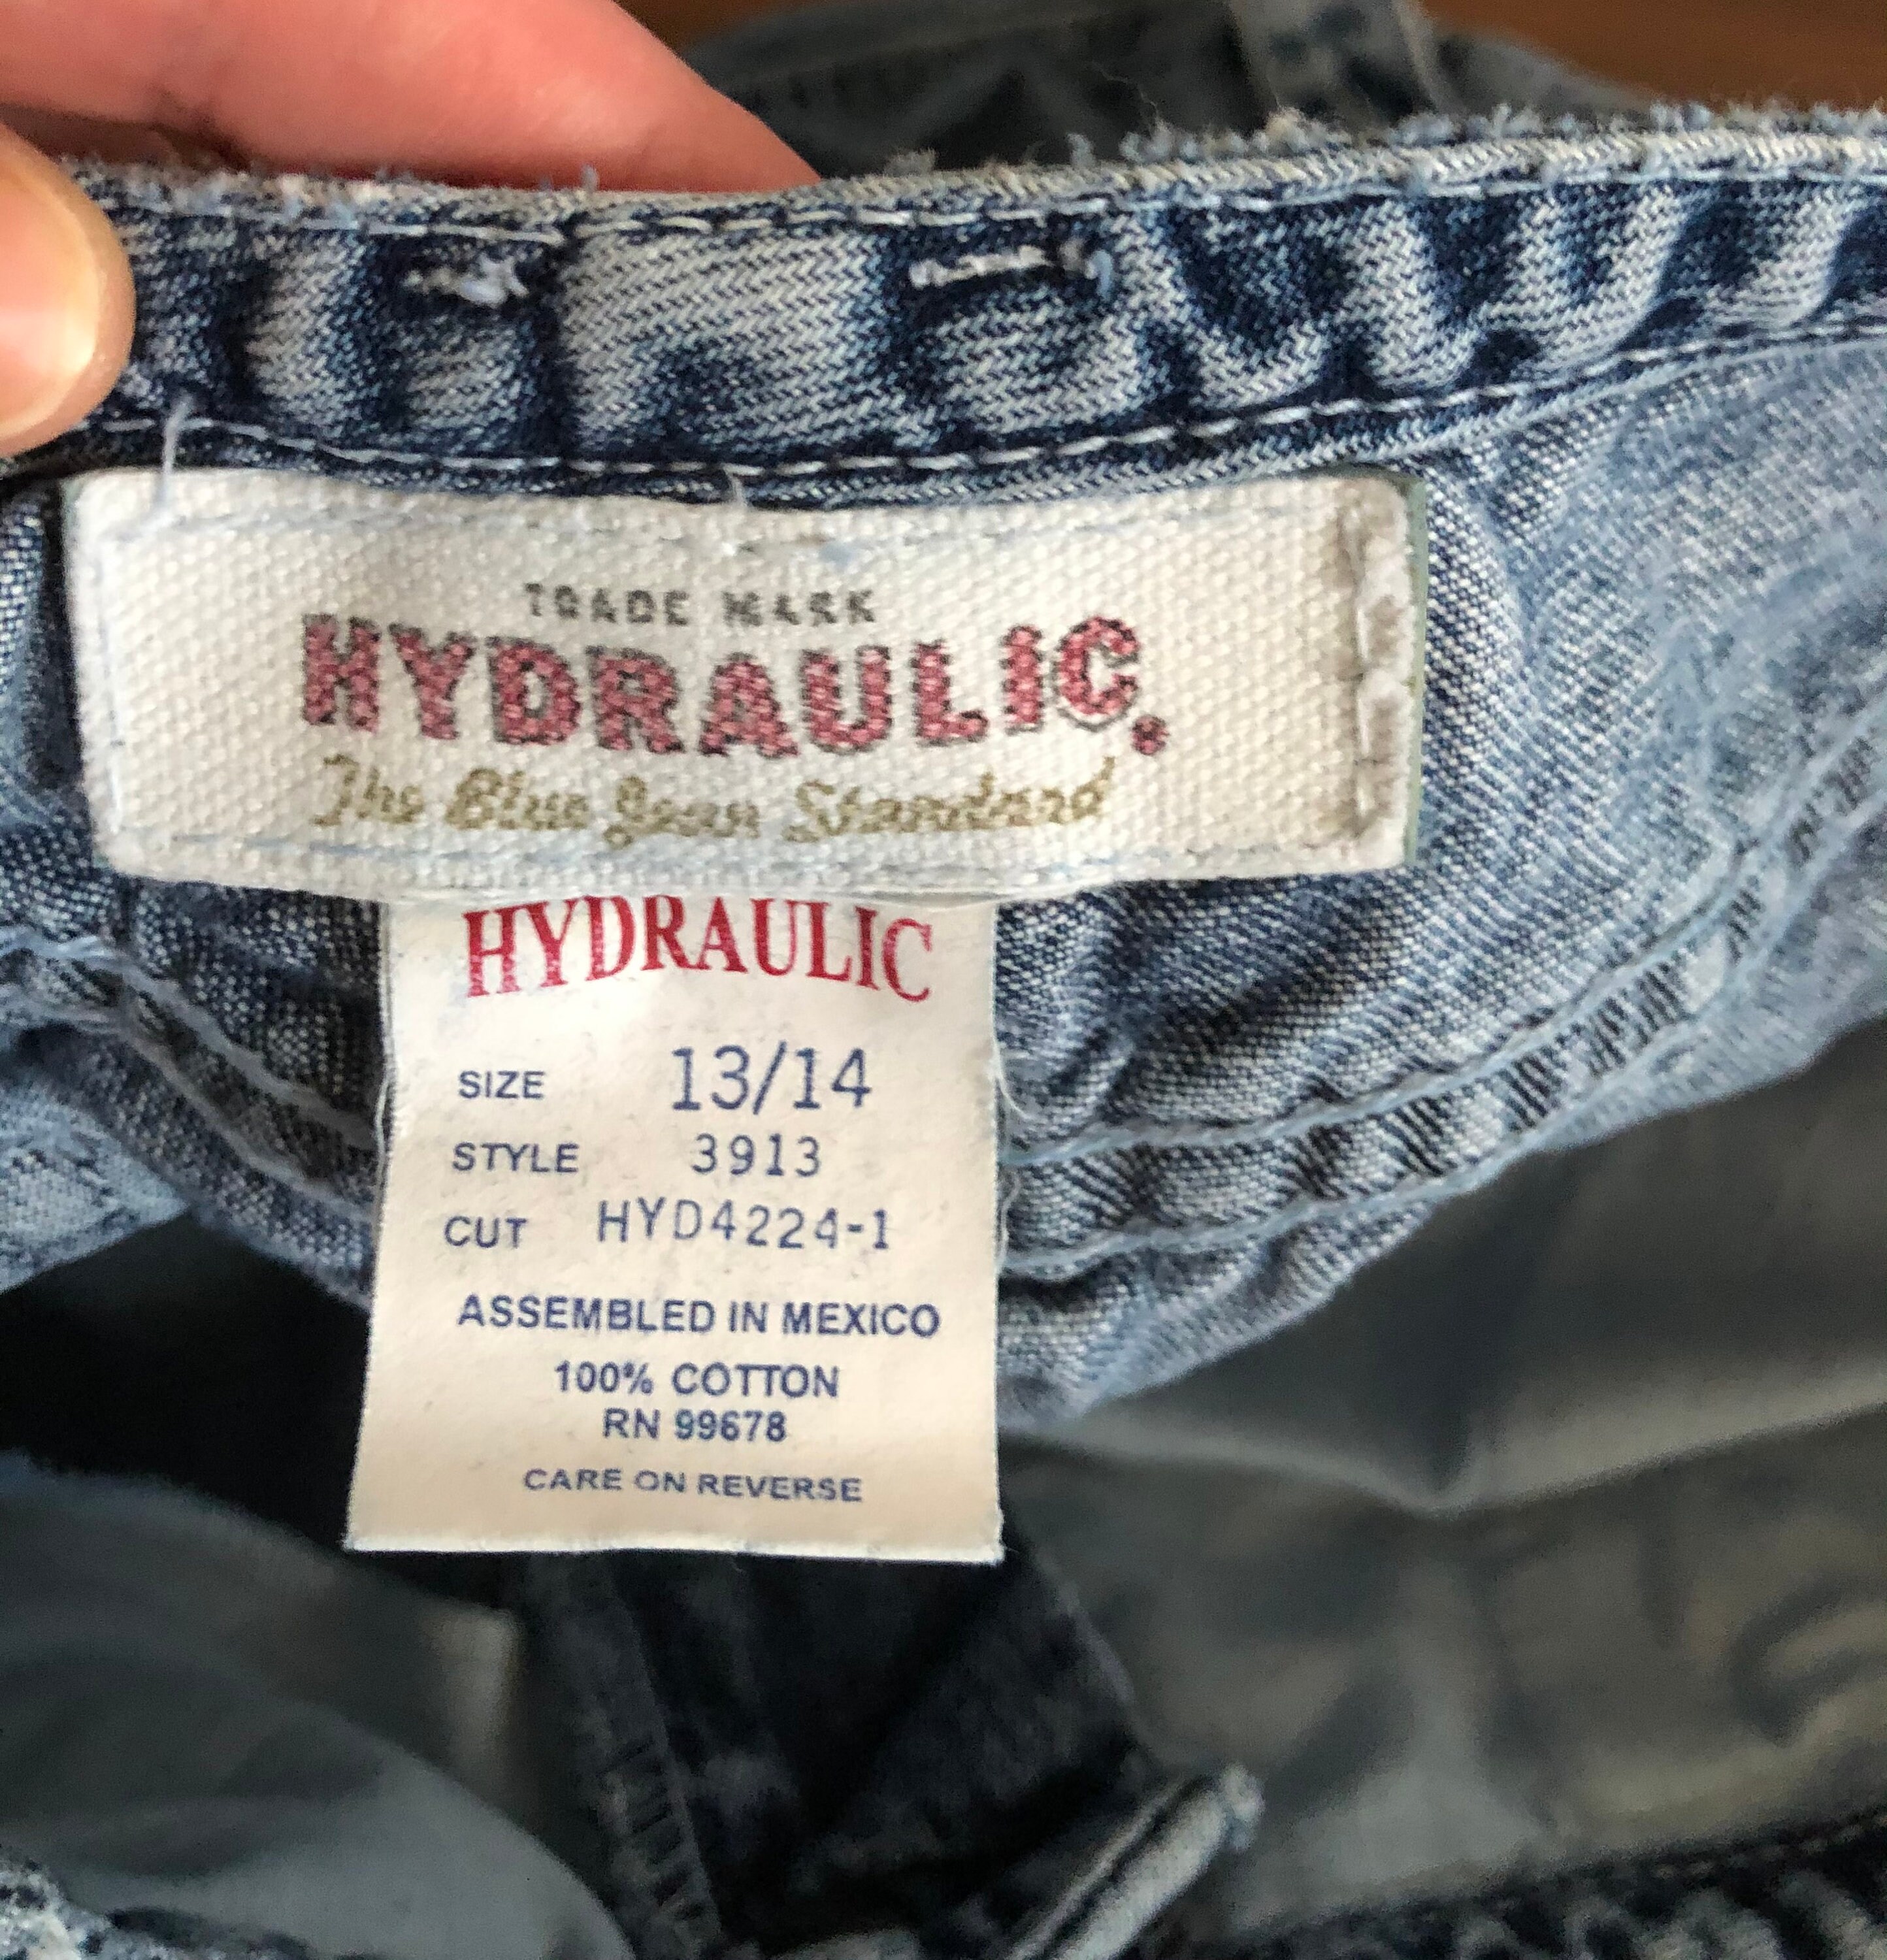 TRADE MARK
HYDRAULIC.
The Blue Jean Standard
HYDRAULIC
SIZE 13/14
STYLE 3913
CUT HYD4224-1
ASSEMBLED IN MEXICO
100% COTTON
RN 99678
CARE ON REVERSE